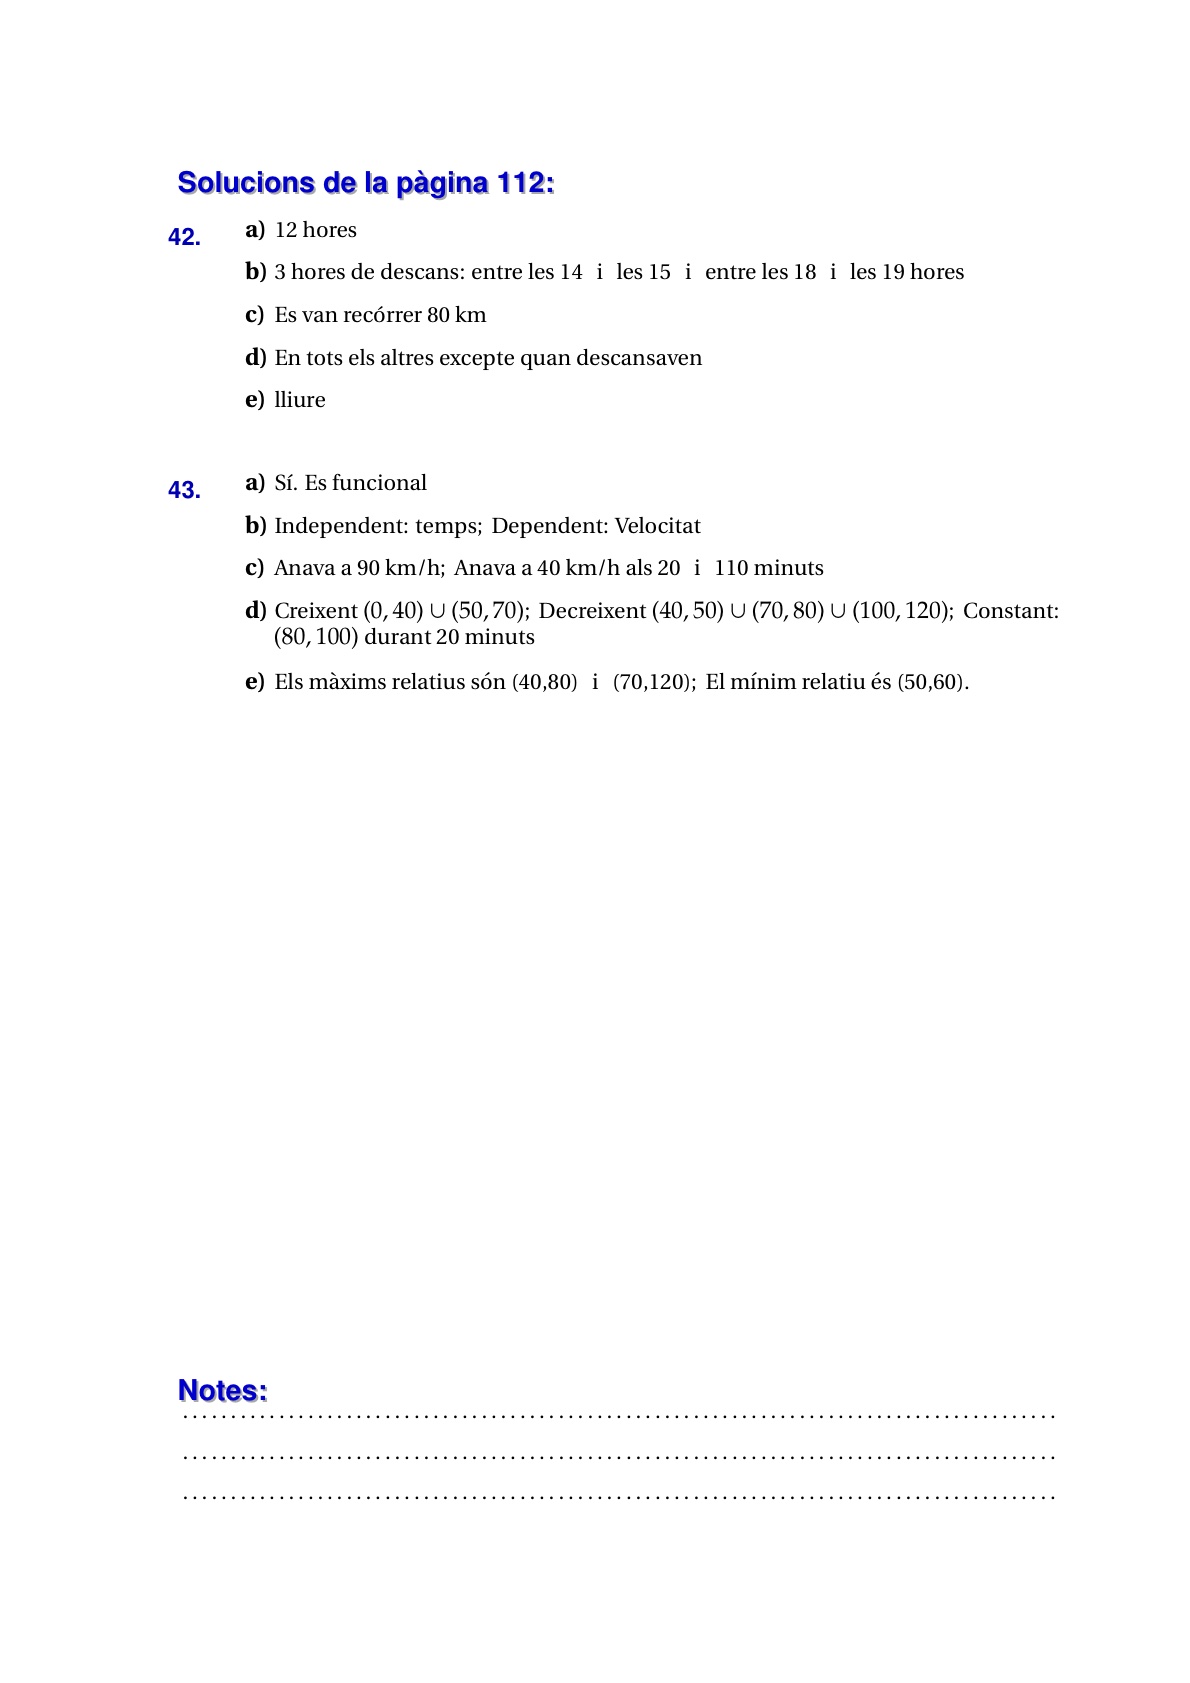 Solucions de la pàgina 112:
42. a) 12 hores
b) 3 hores de descans: entre les 14 i les 15 i entre les 18 i les 19 hores
c) Es van recórrer 80 km
d) En tots els altres excepte quan descansaven
e) lliure
43. a) Sí. Es funcional
b) Independent: temps; Dependent: Velocitat
c) Anava a 90 km/h; Anava a 40 km/h als 20 i 110 minuts
d) Creixent (0, 40) ∪ (50, 70); Decreixent (40, 50) ∪ (70, 80) ∪ (100, 120); Constant:
(80, 100) durant 20 minuts
e) Els màxims relatius són (40,80) i (70,120); El mínim relatiu és (50,60).
Notes: